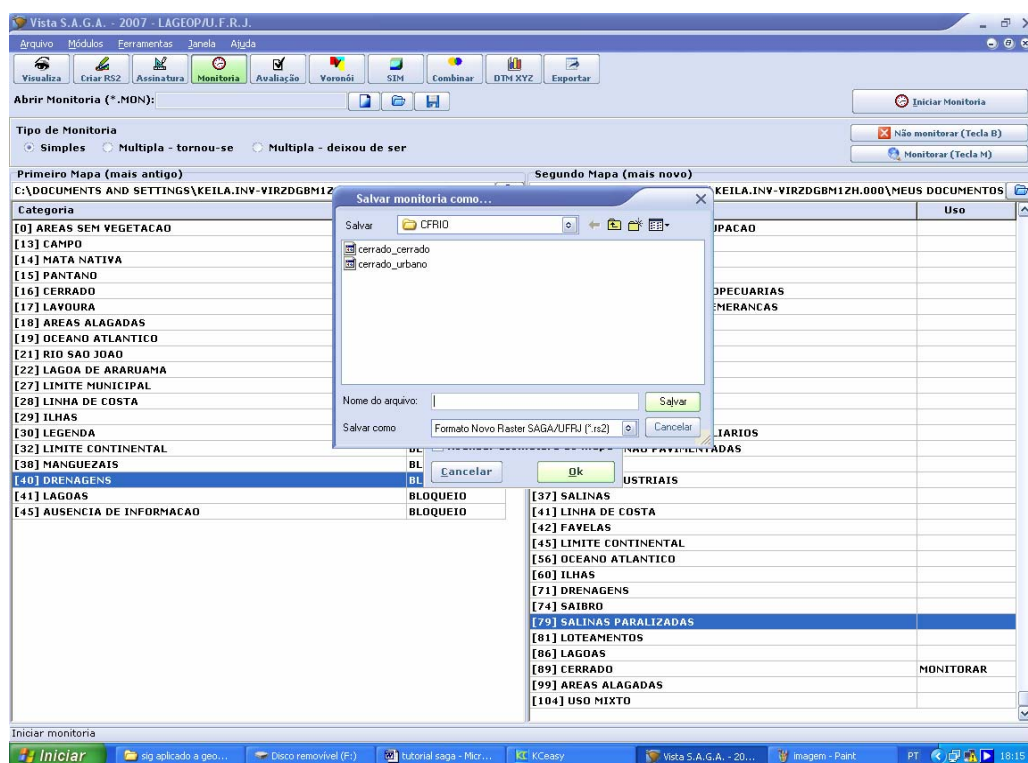 Vista S.A.G.A. - 2007 - LAGEOP/U.F.R.J.
Arquivo Módulos Ferramentas Janela Ajuda
Visualiza Criar RS2 Assinatura Monitoria Avaliação Voronói SIM Combinar DTM XYZ Exportar
Abrir Monitoria (*.MON):
Iniciar Monitoria
Tipo de Monitoria
Simples Multipla - tornou-se Multipla - deixou de ser
Não monitorar (Tecla B)
Monitorar (Tecla M)
Primeiro Mapa (mais antigo)
C:\DOCUMENTS AND SETTINGS\KEILA.INV-VIRZDGBM1Z
Categoria
[0] AREAS SEM VEGETACAO
[13] CAMPO
[14] MATA NATIVA
[15] PANTANO
[16] CERRADO
[17] LAVOURA
[18] AREAS ALAGADAS
[19] OCEANO ATLANTICO
[21] RIO SAO JOAO
[22] LAGOA DE ARARUAMA
[27] LIMITE MUNICIPAL
[28] LINHA DE COSTA
[29] ILHAS
[30] LEGENDA
[32] LIMITE CONTINENTAL
[38] MANGUEZAIS BL
[40] DRENAGENS BL
[41] LAGOAS BLOQUEIO
[45] AUSENCIA DE INFORMACAO BLOQUEIO
Salvar monitoria como...
Salvar CFRIO
cerrado_cerrado
cerrado_urbano
Nome do arquivo:
Salvar
Salvar como Formato Novo Raster SAGA/UFRJ (*.rs2)
Cancelar
Cancelar Ok
Segundo Mapa (mais novo)
KEILA.INV-VIRZDGBM1ZH.000\MEUS DOCUMENTOS
Uso
UPACAO
OPECUARIAS
EMERANCAS
LIARIOS
NAO PAVIMENTADAS
USTRIAIS
[37] SALINAS
[41] LINHA DE COSTA
[42] FAVELAS
[45] LIMITE CONTINENTAL
[56] OCEANO ATLANTICO
[60] ILHAS
[71] DRENAGENS
[74] SAIBRO
[79] SALINAS PARALIZADAS
[81] LOTEAMENTOS
[86] LAGOAS
[89] CERRADO MONITORAR
[99] AREAS ALAGADAS
[104] USO MIXTO
Iniciar monitoria
Iniciar sig aplicado a geo... Disco removível (F:) tutorial saga - Micr... KCeasy Vista S.A.G.A. - 20... imagem - Paint PT 18:15